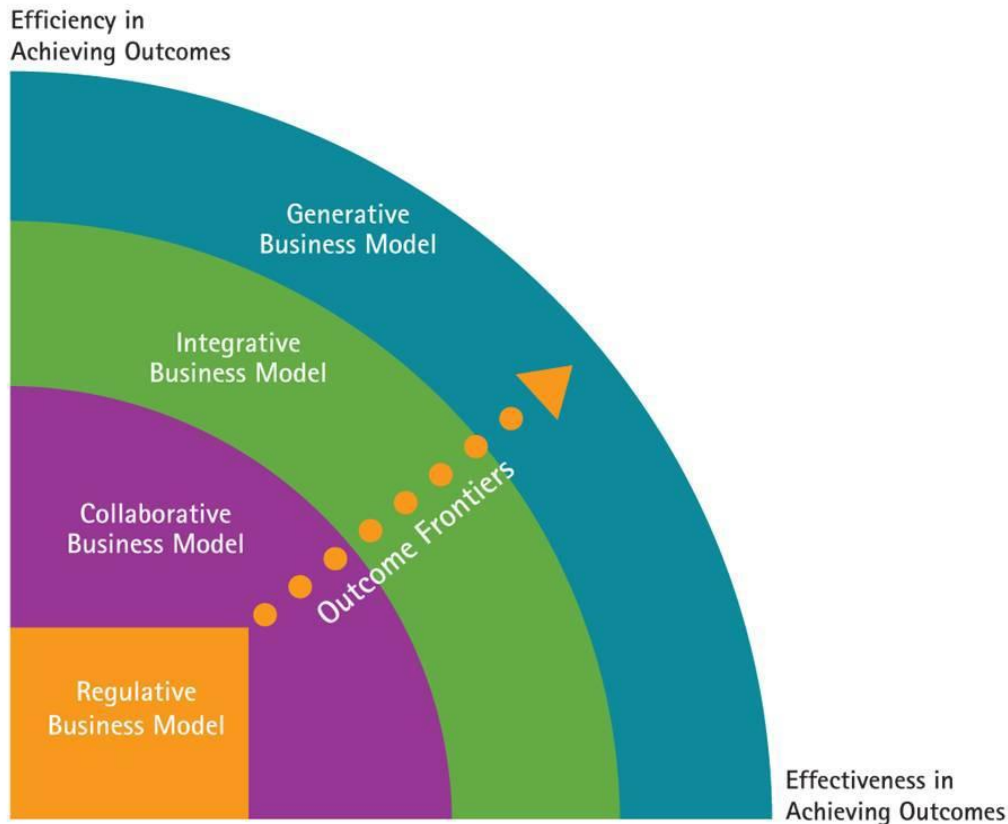 Efficiency in
Achieving Outcomes
Generative
Business Model
Integrative
Business Model
Collaborative
Business Model
Outcome Frontiers
Regulative
Business Model
Effectiveness in
Achieving Outcomes